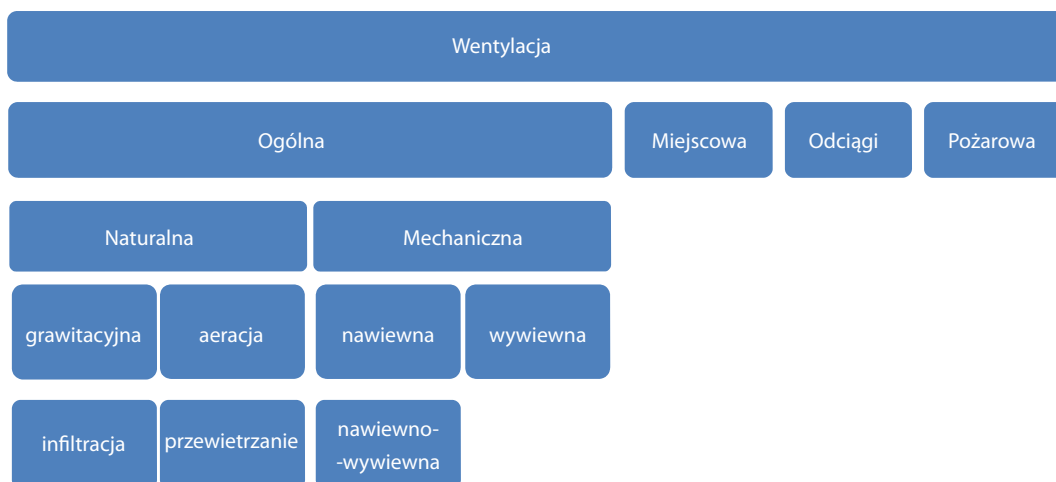 Wentylacja
Ogólna
Miejscowa
Odciągi
Pożarowa
Naturalna
Mechaniczna
grawitacyjna
aeracja
nawiewna
wywiewna
infiltracja
przewietrzanie
nawiewno-
-wywiewna